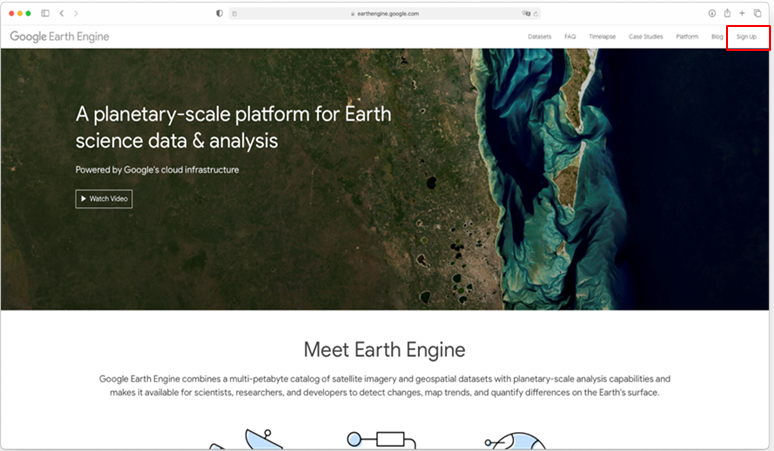 earthengine.google.com
Google Earth Engine
Datasets FAQ Timelapse Case Studies Platform Blog Sign Up
A planetary-scale platform for Earth
science data & analysis
Powered by Google's cloud infrastructure
Watch Video
Meet Earth Engine
Google Earth Engine combines a multi-petabyte catalog of satellite imagery and geospatial datasets with planetary-scale analysis capabilities and
makes it available for scientists, researchers, and developers to detect changes, map trends, and quantify differences on the Earth's surface.